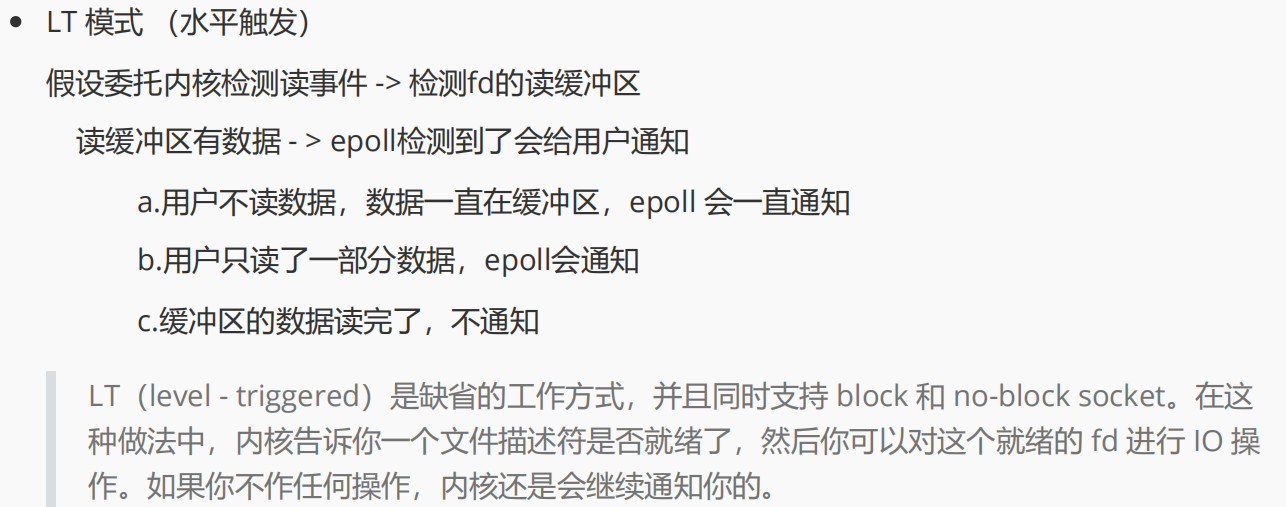 LT 模式 （水平触发）
假设委托内核检测读事件 -> 检测fd的读缓冲区
读缓冲区有数据 - > epoll检测到了会给用户通知
a.用户不读数据，数据一直在缓冲区，epoll 会一直通知
b.用户只读了一部分数据，epoll会通知
c.缓冲区的数据读完了，不通知
LT（level - triggered）是缺省的工作方式，并且同时支持 block 和 no-block socket。在这
种做法中，内核告诉你一个文件描述符是否就绪了，然后你可以对这个就绪的 fd 进行 IO 操
作。如果你不作任何操作，内核还是会继续通知你的。